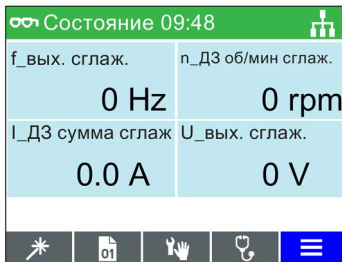 Состояние 09:48
f_вых. сглаж.
n_ДЗ об/мин сглаж.
0 Hz
0 rpm
I_ДЗ сумма сглаж
U_вых. сглаж.
0.0 A
0 V
01